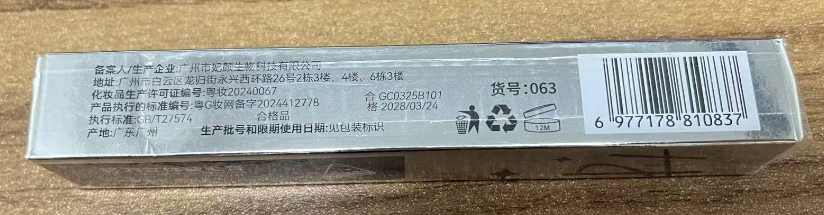 备案人/生产企业:广州市妃颜生物科技有限公司
地址:广州市白云区龙归街永兴西环路26号2栋3楼、4楼、6栋3楼
化妆品生产许可证编号:粤妆20240067
产品执行的标准编号:粤G妆网备字2024412778
执行标准:GB/T27574 合格品
产地:广东广州 生产批号和限期使用日期:见包装标识
合 GC0325B101
格 2028/03/24
货号:063
12M
6 977178 810837